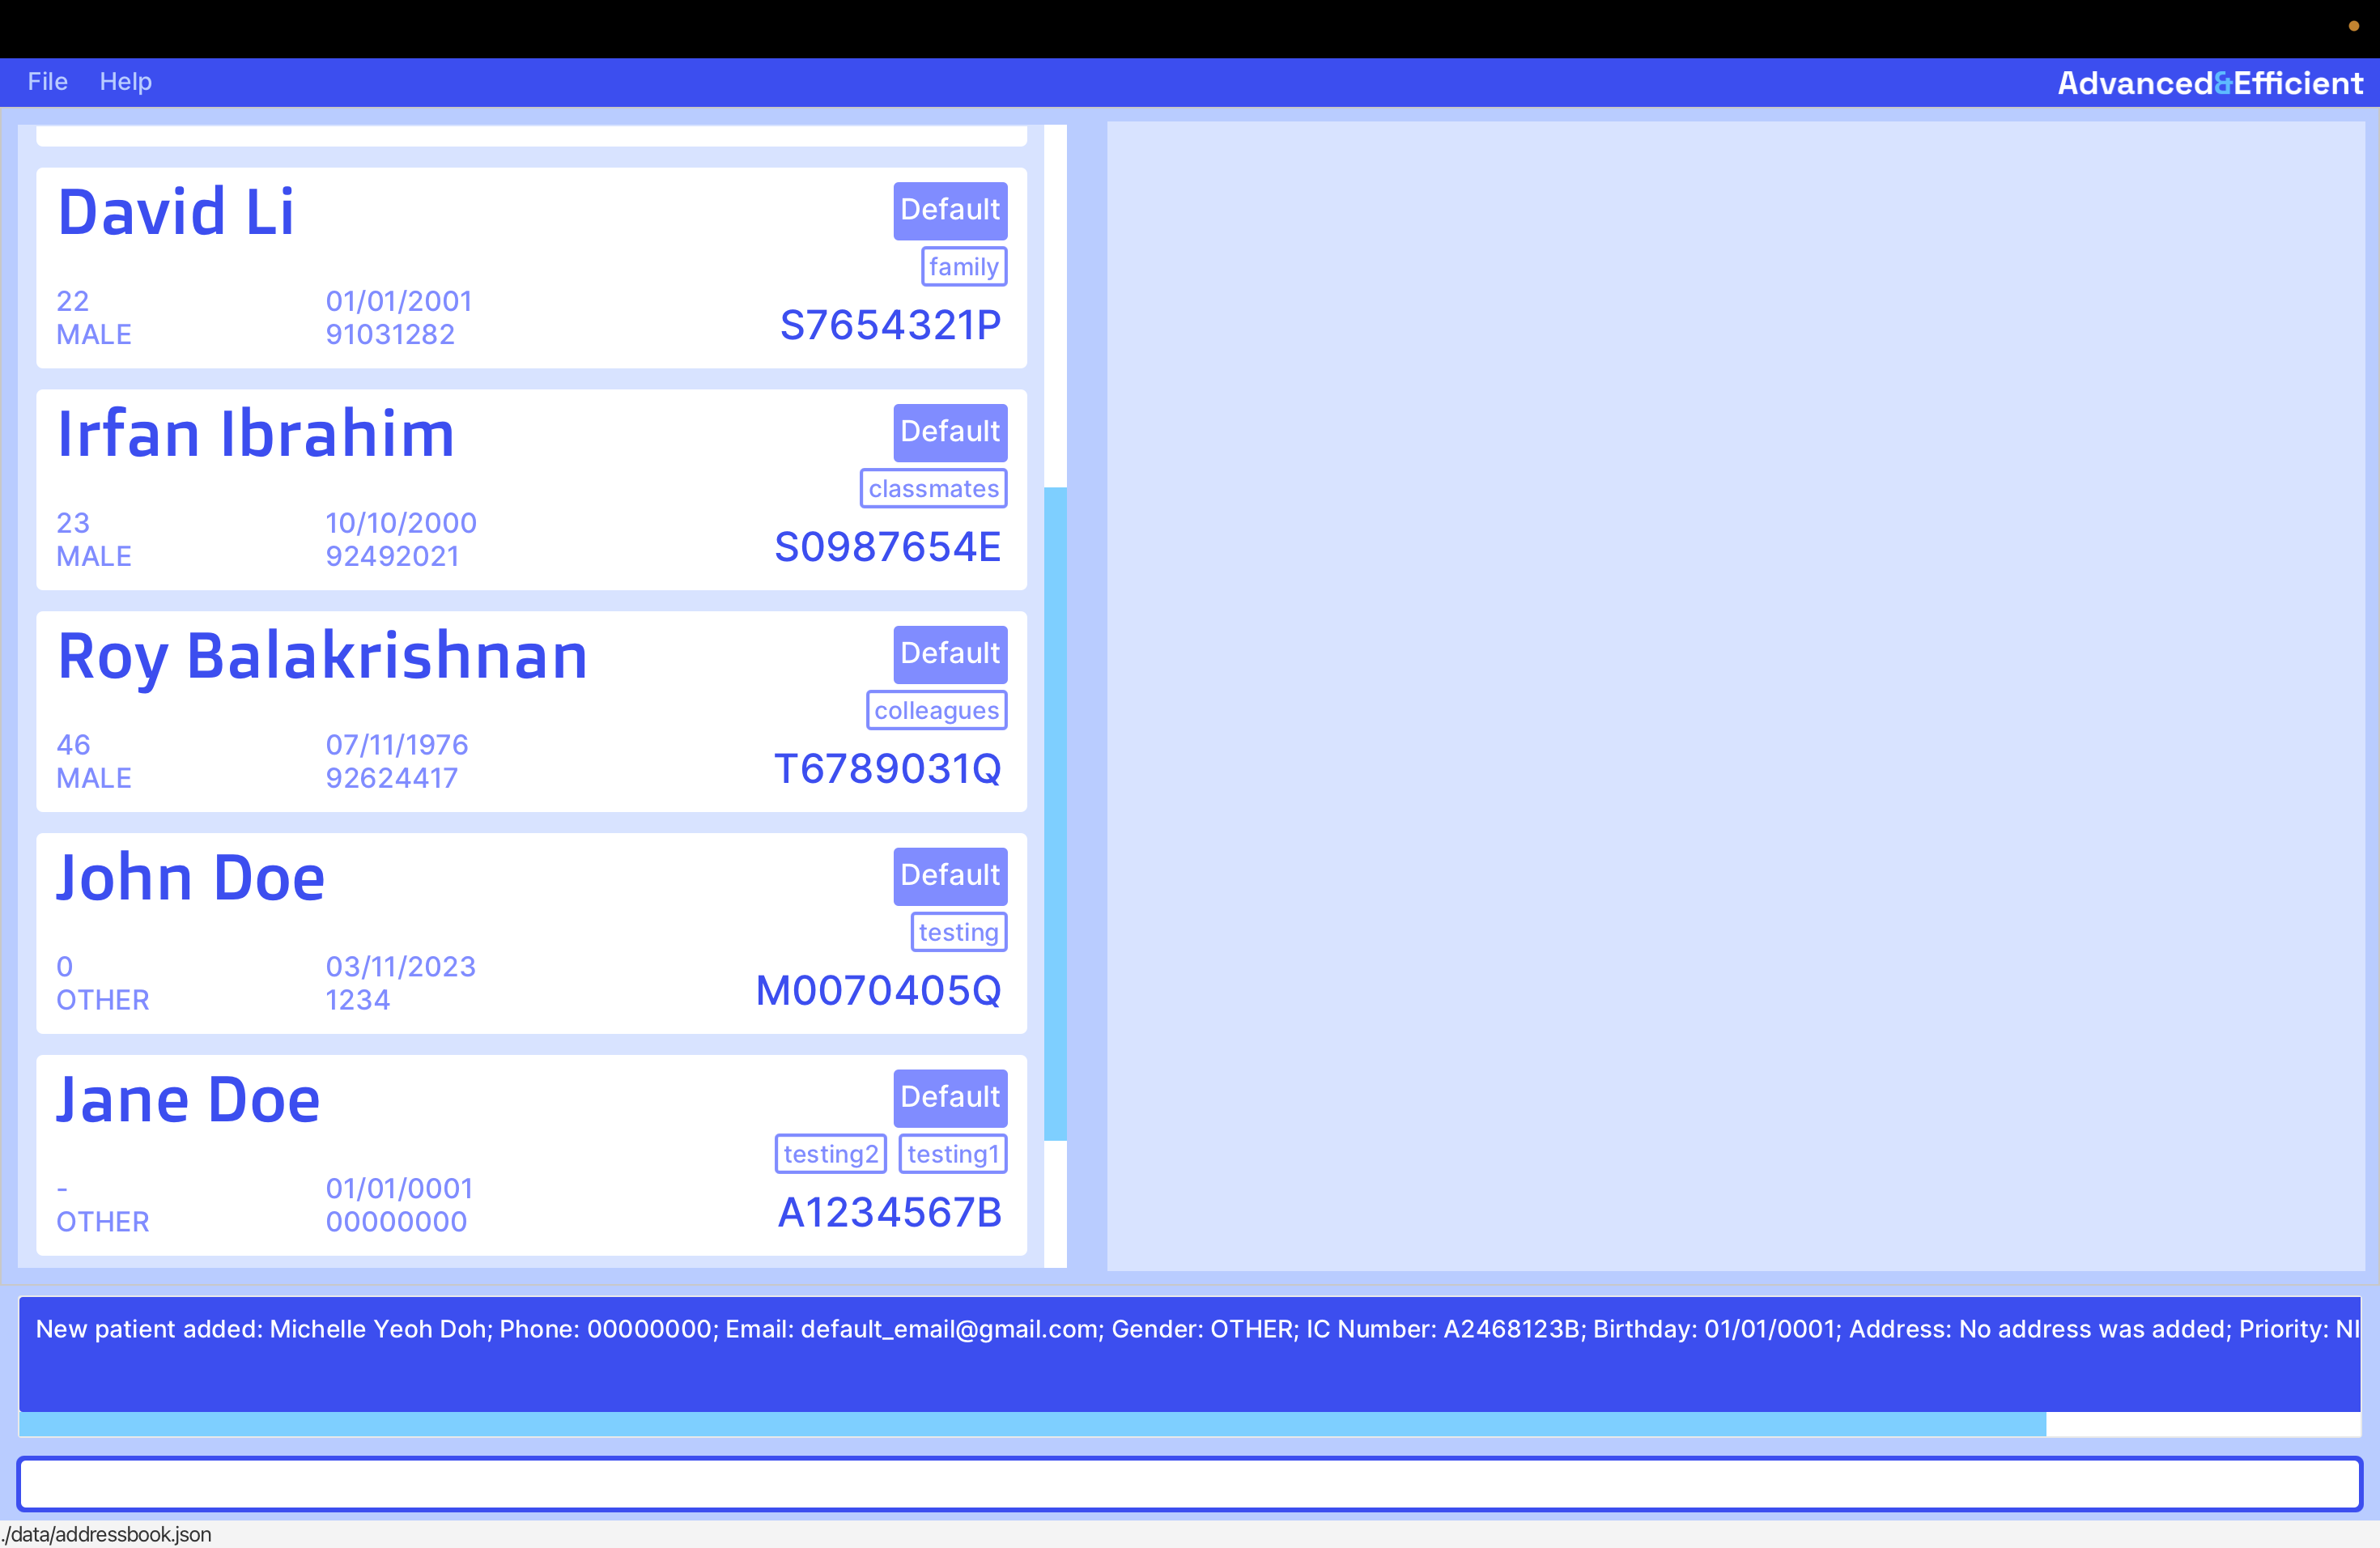 File Help Advanced&Efficient
David Li
Default
family
22 01/01/2001
MALE 91031282
S7654321P
Irfan Ibrahim
Default
classmates
23 10/10/2000
MALE 92492021
S0987654E
Roy Balakrishnan
Default
colleagues
46 07/11/1976
MALE 92624417
T6789031Q
John Doe
Default
testing
0 03/11/2023
OTHER 1234
M0070405Q
Jane Doe
Default
testing2 testing1
- 01/01/0001
OTHER 00000000
A1234567B
New patient added: Michelle Yeoh Doh; Phone: 00000000; Email: default_email@gmail.com; Gender: OTHER; IC Number: A2468123B; Birthday: 01/01/0001; Address: No address was added; Priority: NI
./data/addressbook.json